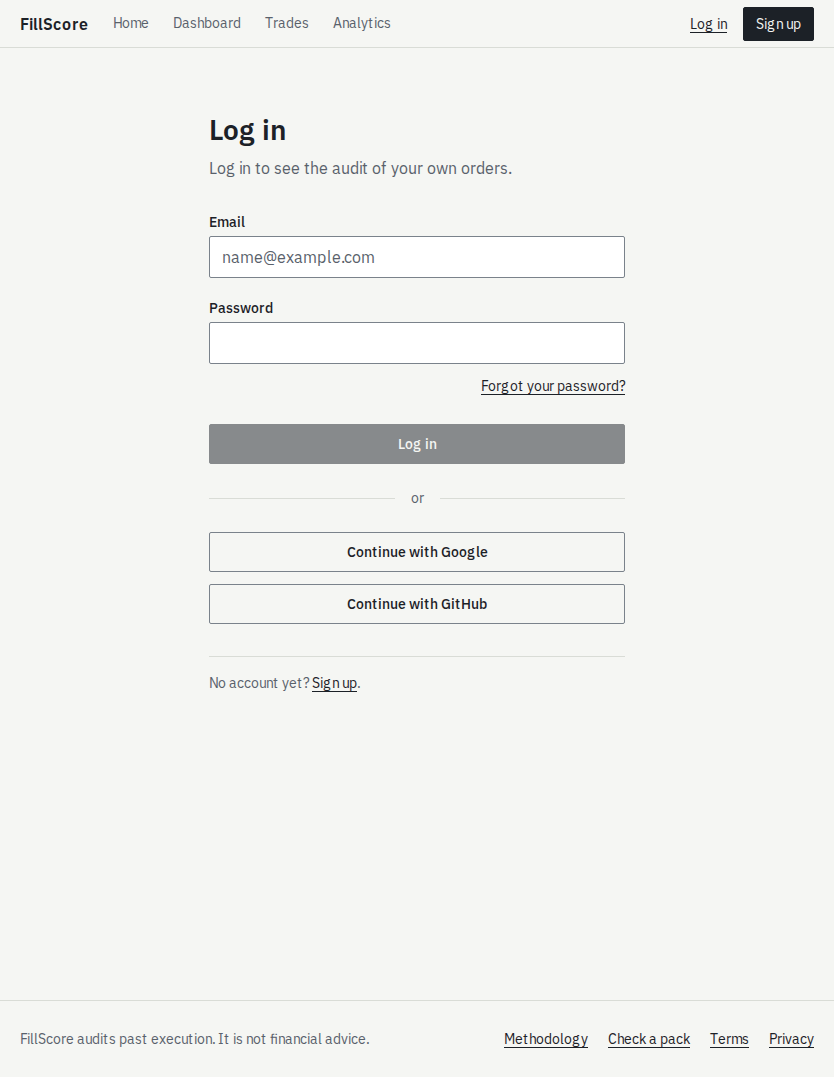 FillScore Home Dashboard Trades Analytics Log in Sign up
Log in
Log in to see the audit of your own orders.
Email
name@example.com
Password
Forgot your password?
Log in
or
Continue with Google
Continue with GitHub
No account yet? Sign up.
FillScore audits past execution. It is not financial advice. Methodology Check a pack Terms Privacy